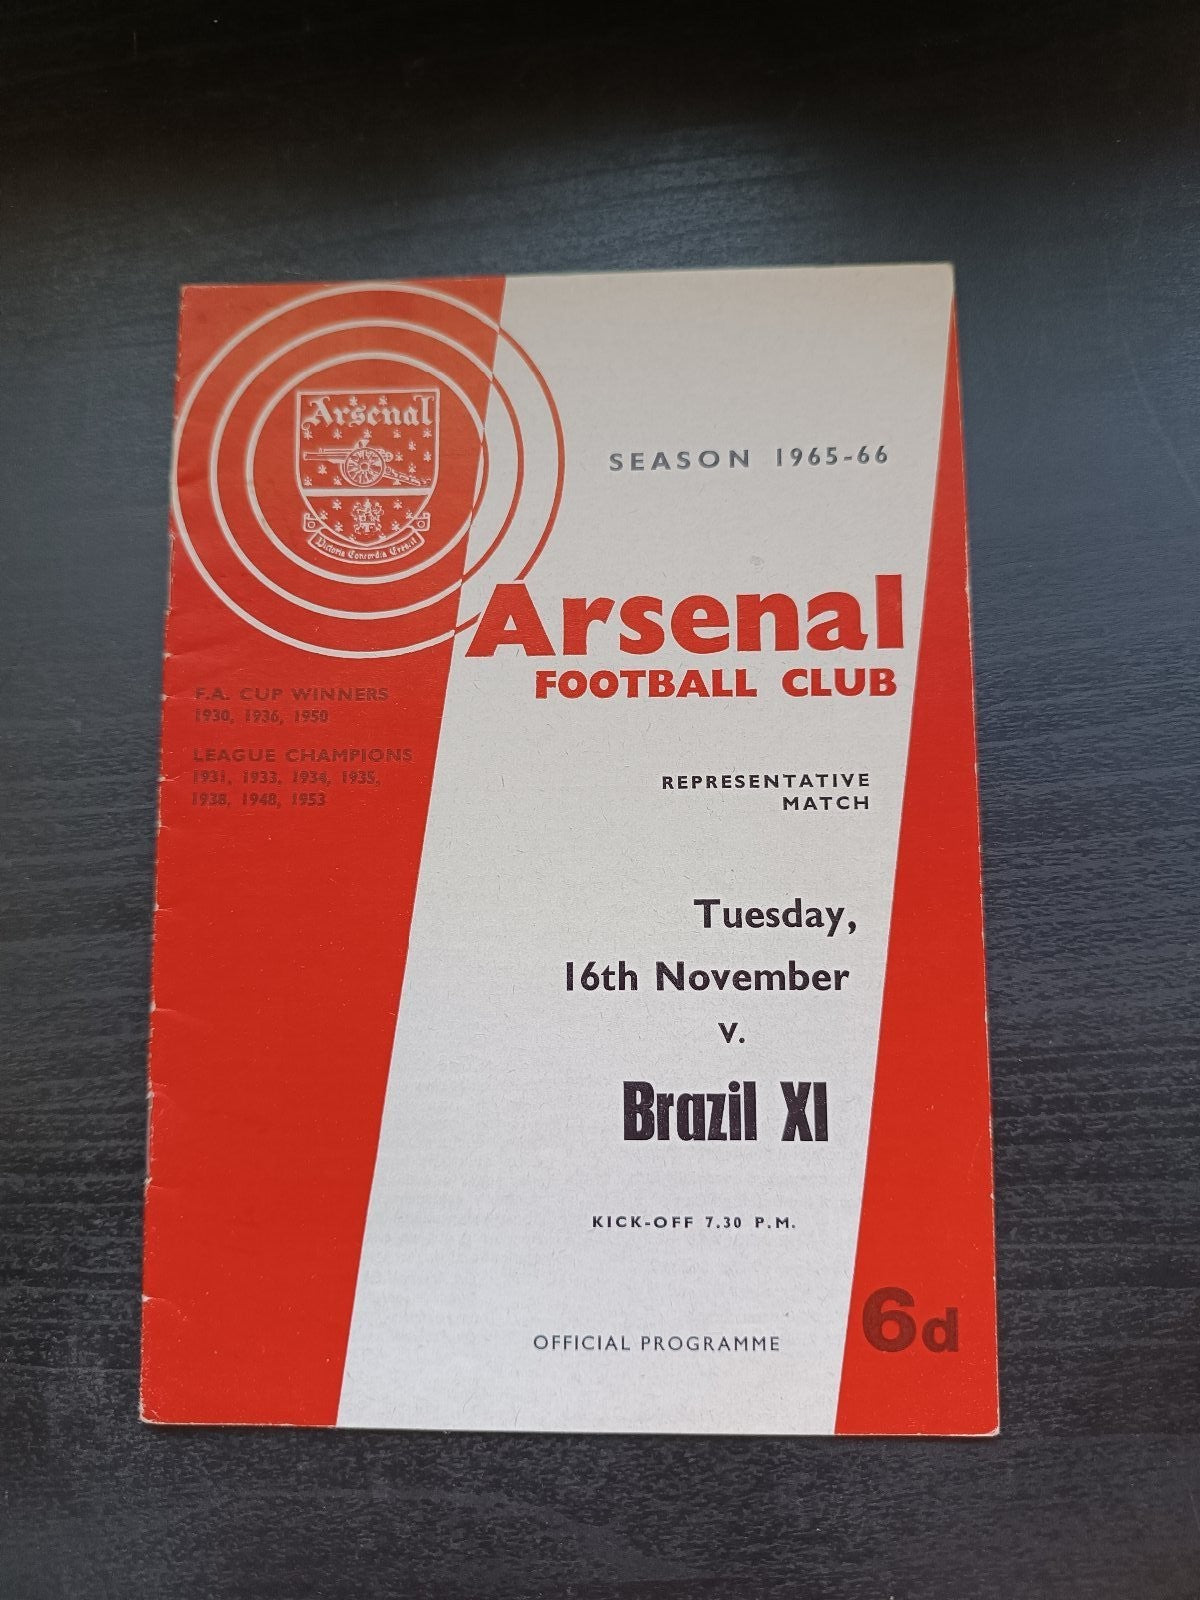 Arsenal
Victoria Concordia Crescit
SEASON 1965-66
Arsenal
FOOTBALL CLUB
F.A. CUP WINNERS
1930, 1936, 1950
LEAGUE CHAMPIONS
1931, 1933, 1934, 1935,
1938, 1948, 1953
REPRESENTATIVE
MATCH
Tuesday,
16th November
v.
Brazil XI
KICK-OFF 7.30 P.M.
OFFICIAL PROGRAMME
6d